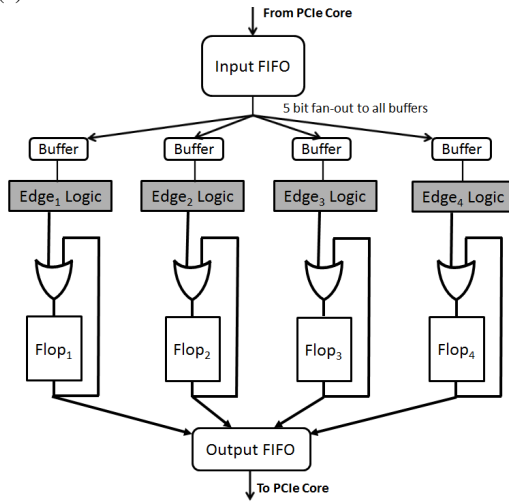 From PCIe Core
Input FIFO
5 bit fan-out to all buffers
Buffer Buffer Buffer Buffer
Edge₁ Logic Edge₂ Logic Edge₃ Logic Edge₄ Logic
Flop₁ Flop₂ Flop₃ Flop₄
Output FIFO
To PCIe Core